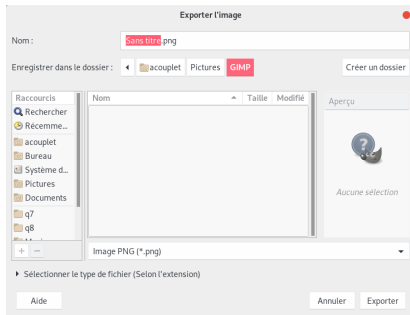 Exporter l'image
Nom :
Sans titre.png
Enregistrer dans le dossier :
acouplet
Pictures
GIMP
Créer un dossier
Raccourcis
Rechercher
Récemme...
acouplet
Bureau
Système d...
Pictures
Documents
q7
q8
Nom
Taille
Modifié
Aperçu
Aucune sélection
Image PNG (*.png)
Sélectionner le type de fichier (Selon l'extension)
Aide
Annuler
Exporter